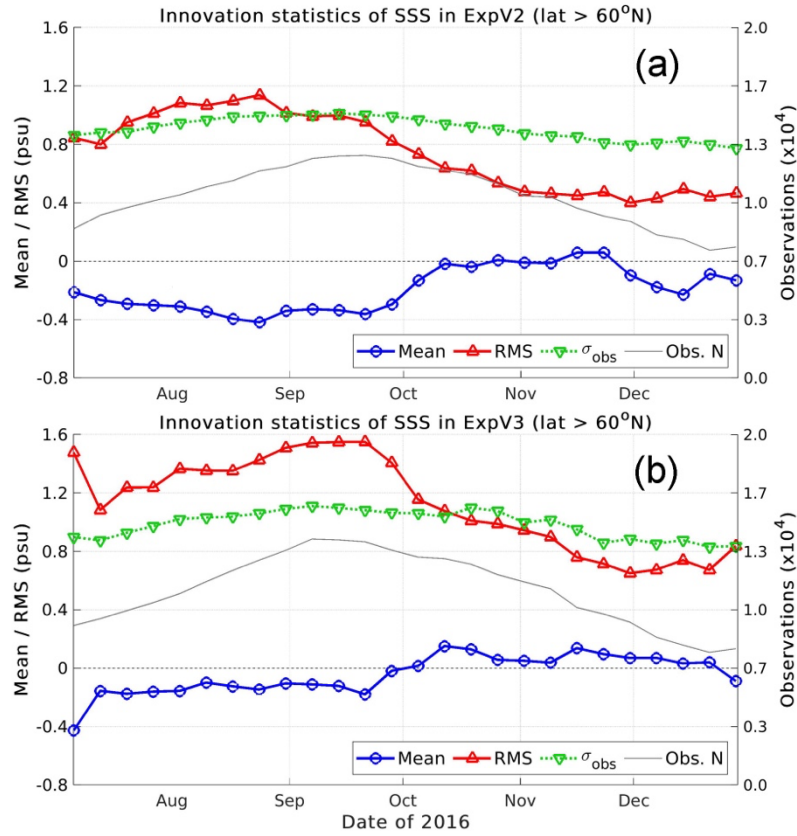 Innovation statistics of SSS in ExpV2 (lat > 60°N)
(a)
Mean / RMS (psu)
1.6
1.2
0.8
0.4
0
-0.4
-0.8
Observations (x10⁴)
2.0
1.7
1.3
1.0
0.7
0.3
0.0
Mean RMS σobs Obs. N
Aug Sep Oct Nov Dec
Innovation statistics of SSS in ExpV3 (lat > 60°N)
(b)
Mean / RMS (psu)
1.6
1.2
0.8
0.4
0
-0.4
-0.8
Observations (x10⁴)
2.0
1.7
1.3
1.0
0.7
0.3
0.0
Mean RMS σobs Obs. N
Aug Sep Oct Nov Dec
Date of 2016